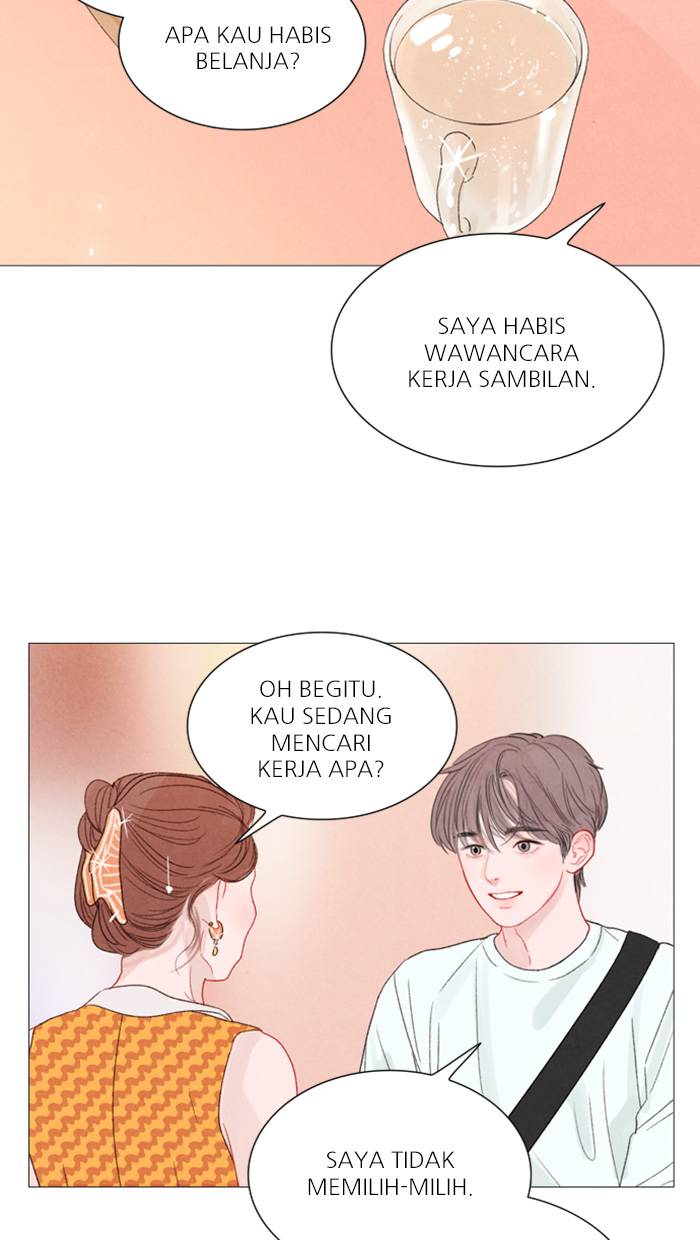 APA KAU HABIS
BELANJA?
SAYA HABIS
WAWANCARA
KERJA SAMBILAN.
OH BEGITU.
KAU SEDANG
MENCARI
KERJA APA?
SAYA TIDAK
MEMILIH-MILIH.